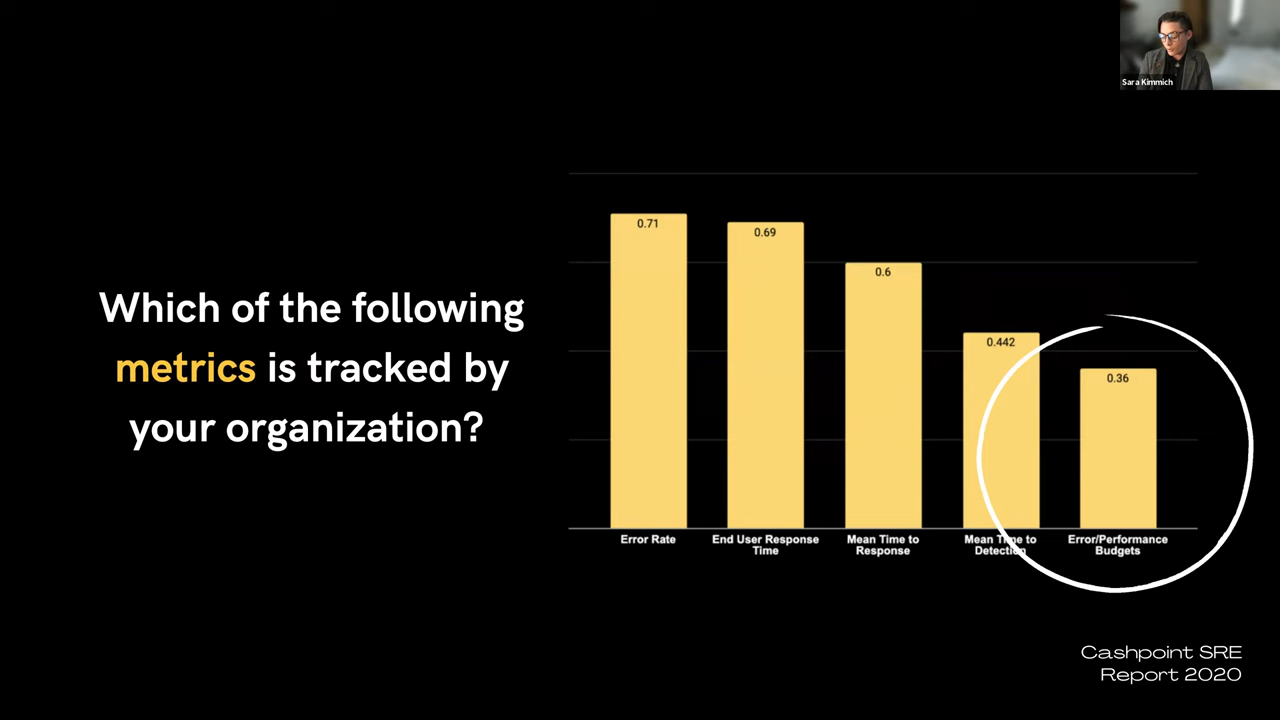 Sara Kimmich
Which of the following
metrics is tracked by
your organization?
0.71
0.69
0.6
0.442
0.36
Error Rate
End User Response
Time
Mean Time to
Response
Mean Time to
Detection
Error/Performance
Budgets
Cashpoint SRE
Report 2020